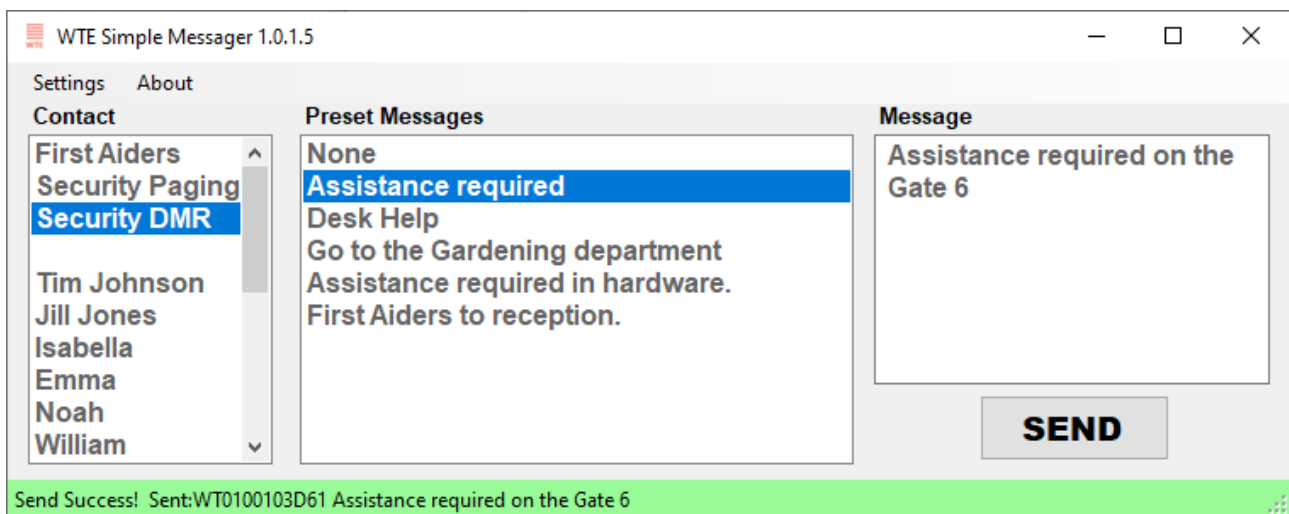 WTE
WTE Simple Messager 1.0.1.5
Settings About
Contact
First Aiders
Security Paging
Security DMR
Tim Johnson
Jill Jones
Isabella
Emma
Noah
William
Preset Messages
None
Assistance required
Desk Help
Go to the Gardening department
Assistance required in hardware.
First Aiders to reception.
Message
Assistance required on the
Gate 6
SEND
Send Success! Sent:WT0100103D61 Assistance required on the Gate 6